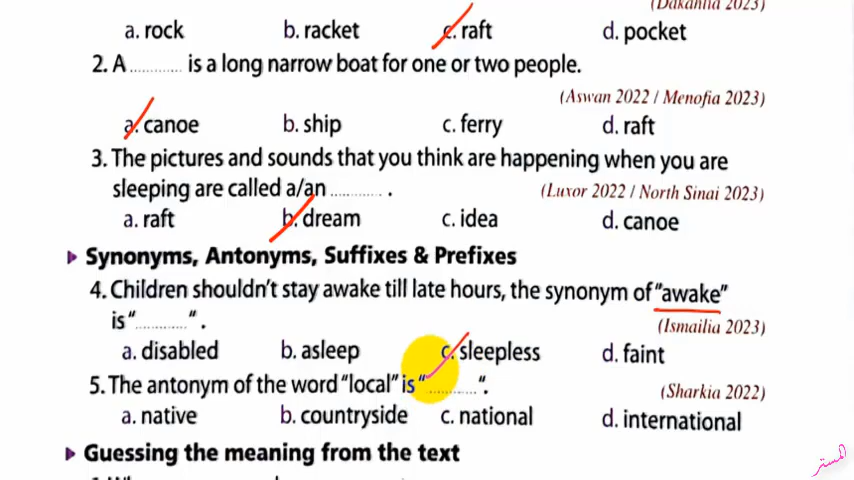 (Dakahlia 2023)
a. rock b. racket c. raft d. pocket
2. A ............ is a long narrow boat for one or two people.
(Aswan 2022 / Menofia 2023)
a. canoe b. ship c. ferry d. raft
3. The pictures and sounds that you think are happening when you are
sleeping are called a/an ............ .
(Luxor 2022 / North Sinai 2023)
a. raft b. dream c. idea d. canoe
Synonyms, Antonyms, Suffixes & Prefixes
4. Children shouldn't stay awake till late hours, the synonym of "awake"
is "............".
(Ismailia 2023)
a. disabled b. asleep c. sleepless d. faint
5. The antonym of the word "local" is "............".
(Sharkia 2022)
a. native b. countryside c. national d. international
Guessing the meaning from the text
المستر